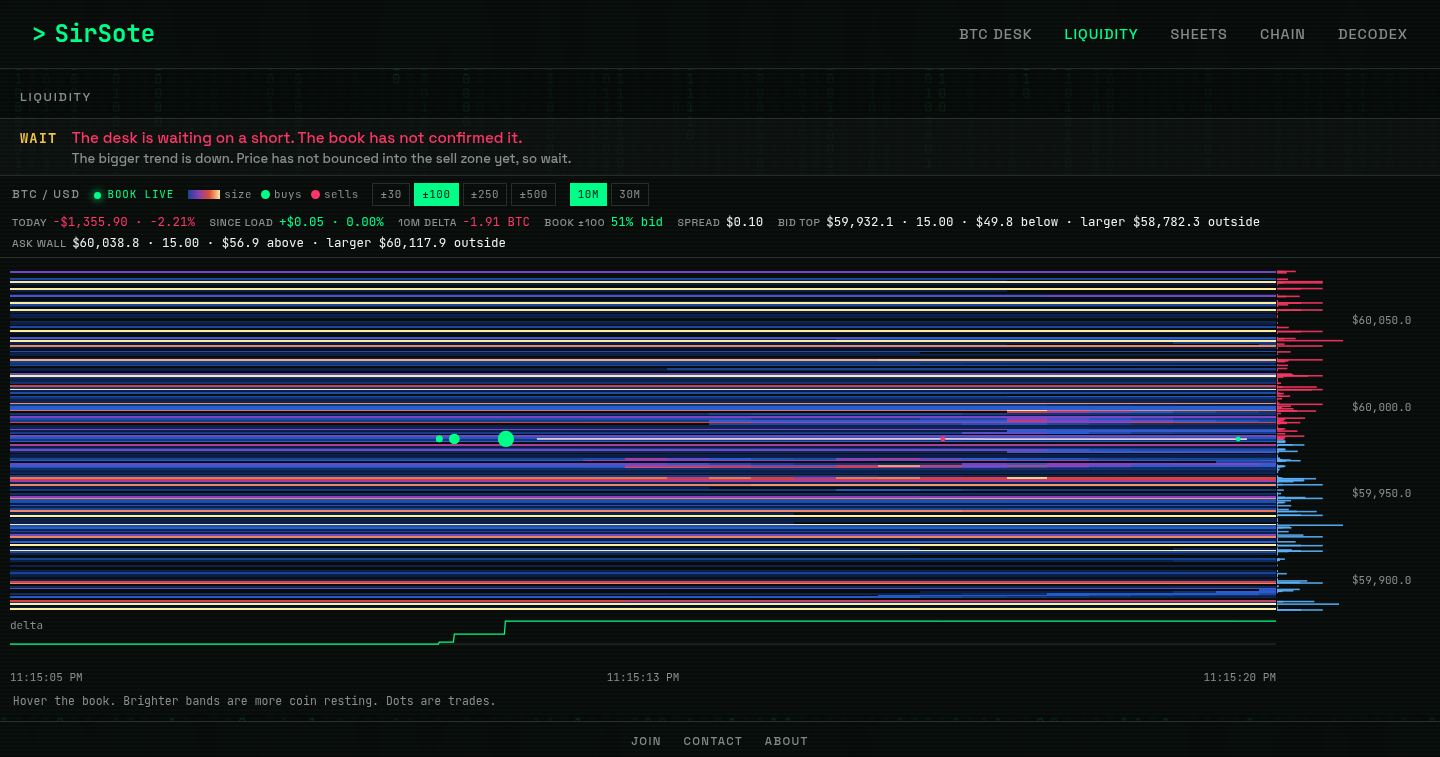 > SirSote
BTC DESK LIQUIDITY SHEETS CHAIN DECODEX
LIQUIDITY
WAIT The desk is waiting on a short. The book has not confirmed it.
The bigger trend is down. Price has not bounced into the sell zone yet, so wait.
BTC / USD BOOK LIVE size buys sells ±30 ±100 ±250 ±500 10M 30M
TODAY -$1,355.90 · -2.21% SINCE LOAD +$0.05 · 0.00% 10M DELTA -1.91 BTC BOOK ±100 51% bid SPREAD $0.10 BID TOP $59,932.1 · 15.00 · $49.8 below · larger $58,782.3 outside
ASK WALL $60,038.8 · 15.00 · $56.9 above · larger $60,117.9 outside
$60,050.0
$60,000.0
$59,950.0
$59,900.0
delta
11:15:05 PM 11:15:13 PM 11:15:20 PM
Hover the book. Brighter bands are more coin resting. Dots are trades.
JOIN CONTACT ABOUT